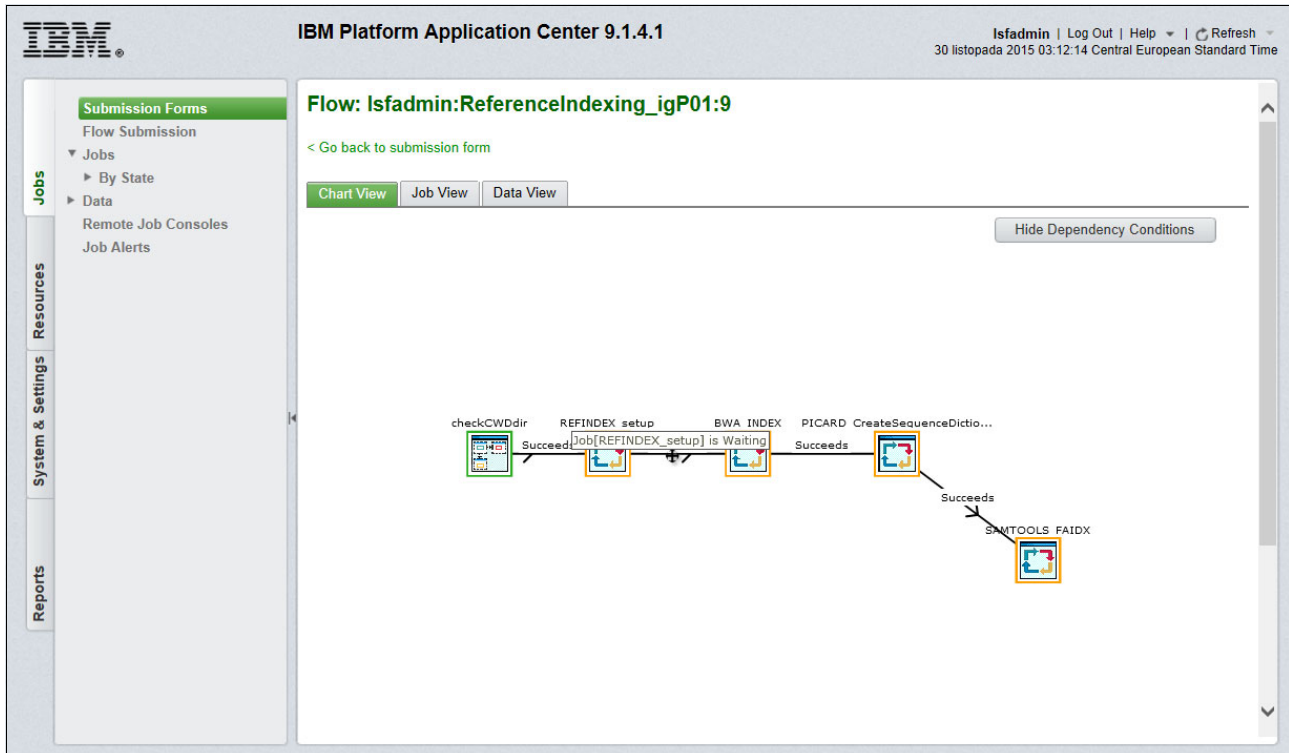 IBM®
IBM Platform Application Center 9.1.4.1
lsfadmin | Log Out | Help | Refresh
30 listopada 2015 03:12:14 Central European Standard Time
Jobs
Resources
System & Settings
Reports
Submission Forms
Flow Submission
Jobs
By State
Data
Remote Job Consoles
Job Alerts
Flow: lsfadmin:ReferenceIndexing_igP01:9
< Go back to submission form
Chart View Job View Data View
Hide Dependency Conditions
checkCWDdir REFINDEX_setup BWA_INDEX PICARD_CreateSequenceDictio...
Succeeds Job[REFINDEX_setup] is Waiting Succeeds
Succeeds
SAMTOOLS_FAIDX